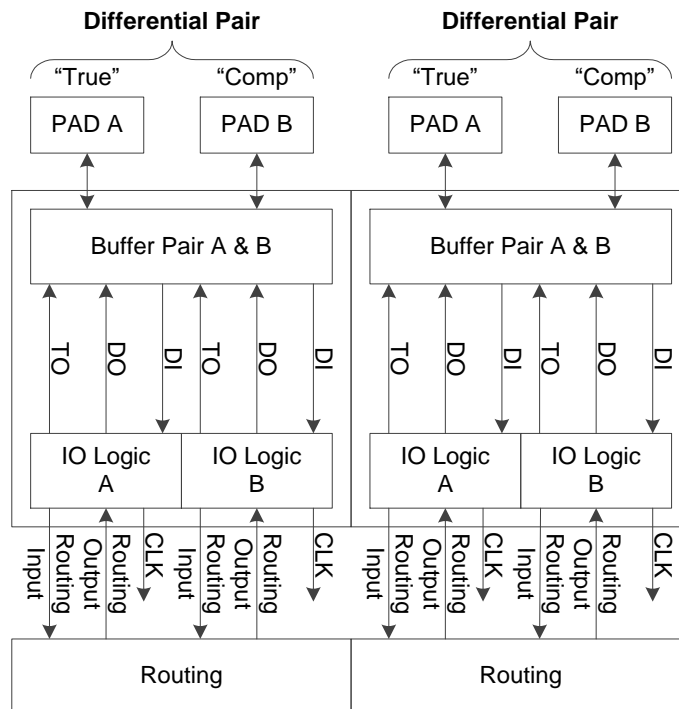 Differential Pair Differential Pair
“True” “Comp” “True” “Comp”
PAD A PAD B PAD A PAD B
Buffer Pair A & B Buffer Pair A & B
TO DO DI TO DO DI TO DO DI TO DO DI
IO Logic A IO Logic B IO Logic A IO Logic B
Routing Input Routing Output CLK Routing Input Routing Output CLK Routing Input Routing Output CLK Routing Input Routing Output CLK
Routing Routing